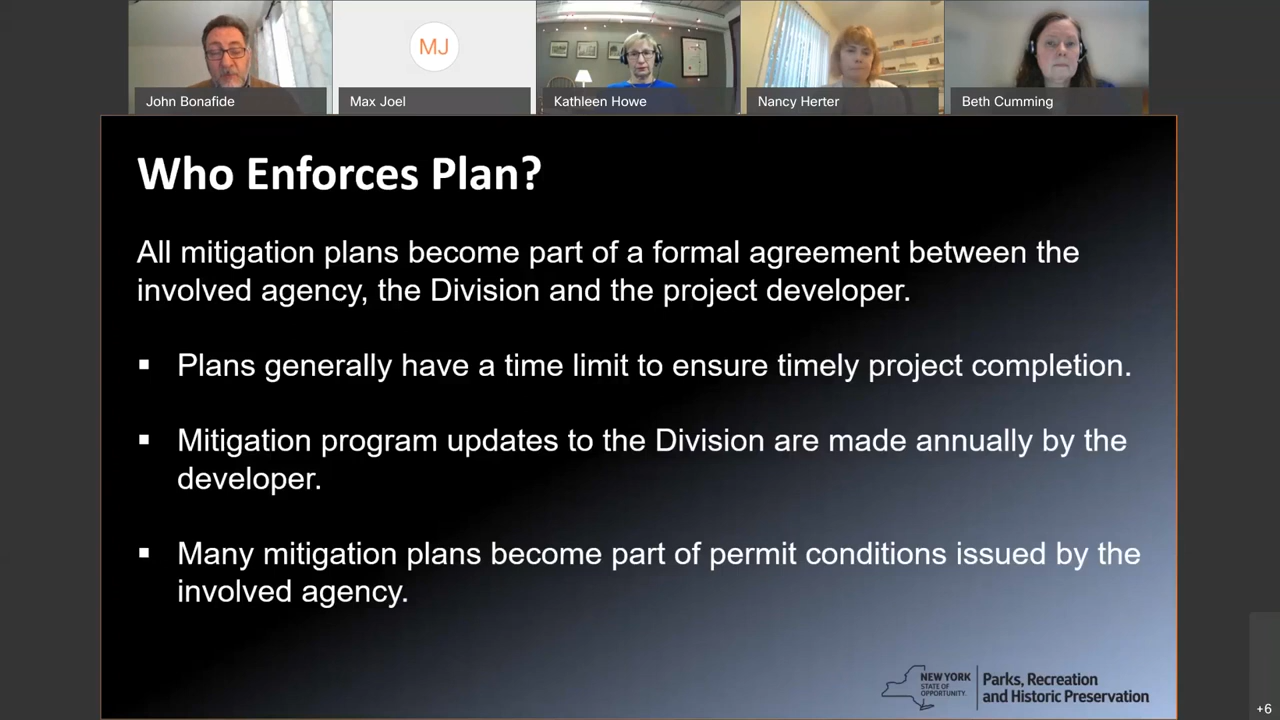 MJ
John Bonafide
Max Joel
Kathleen Howe
Nancy Herter
Beth Cumming
Who Enforces Plan?
All mitigation plans become part of a formal agreement between the
involved agency, the Division and the project developer.
▪ Plans generally have a time limit to ensure timely project completion.
▪ Mitigation program updates to the Division are made annually by the
developer.
▪ Many mitigation plans become part of permit conditions issued by the
involved agency.
NEW YORK
STATE OF
OPPORTUNITY.
Parks, Recreation
and Historic Preservation
+6